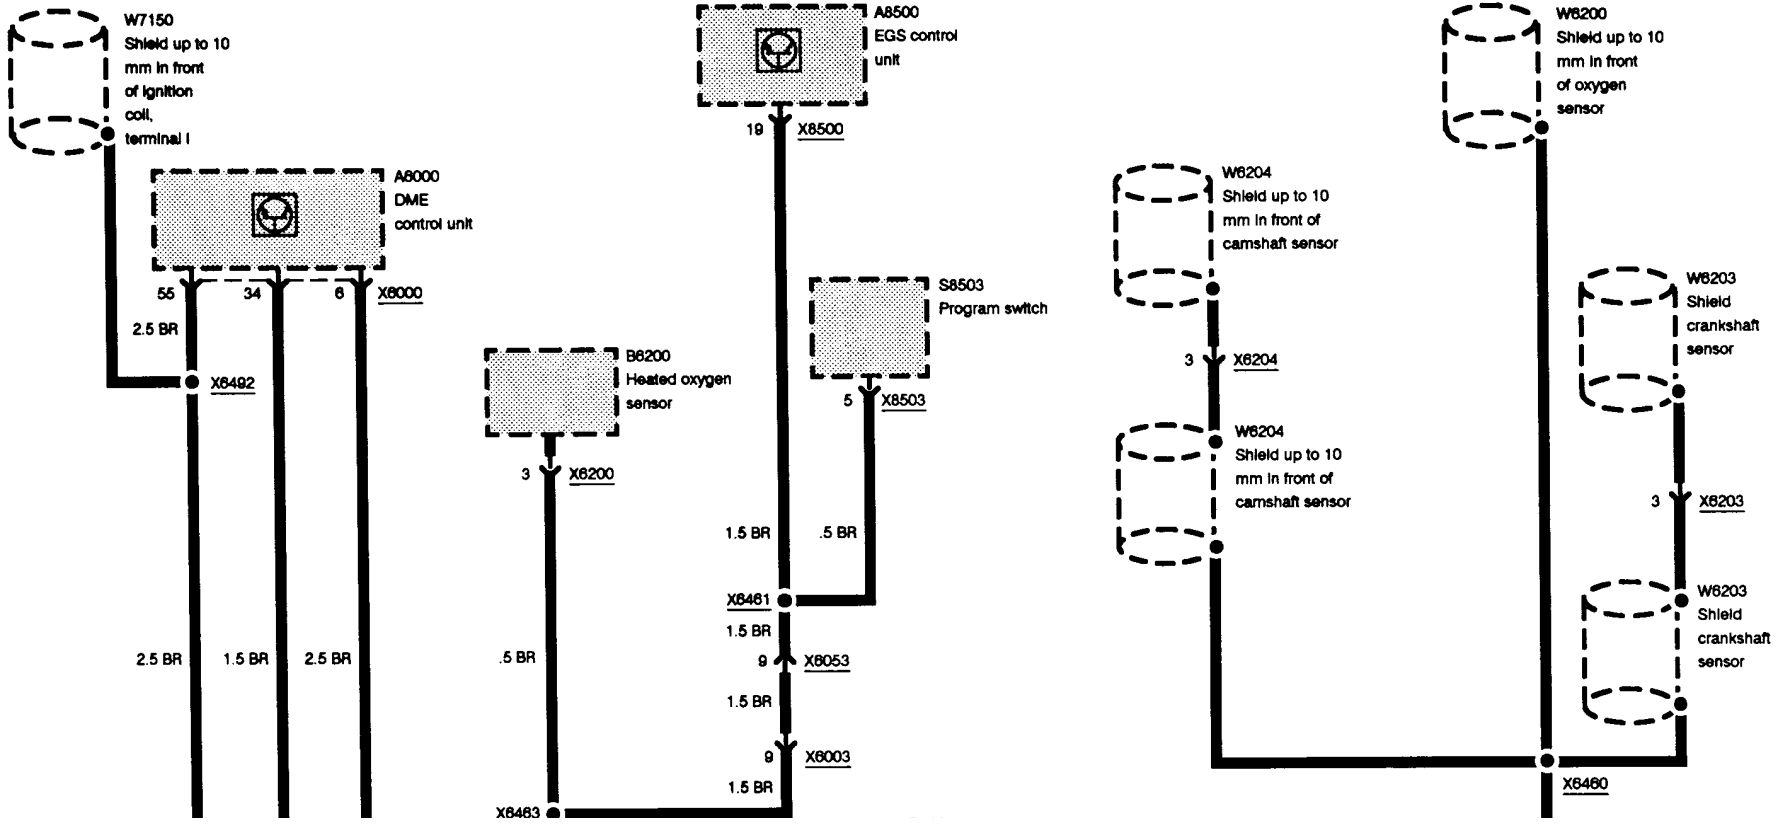 W7150
Shield up to 10
mm in front
of ignition
coil,
terminal I
A6000
DME
control unit
55
34
6
X6000
2.5 BR
X6492
2.5 BR
1.5 BR
2.5 BR
B6200
Heated oxygen
sensor
3
X6200
.5 BR
X6463
A8500
EGS control
unit
19
X8500
S8503
Program switch
5
X8503
1.5 BR
.5 BR
X6461
1.5 BR
9
X6053
1.5 BR
9
X6003
1.5 BR
W6204
Shield up to 10
mm in front of
camshaft sensor
3
X6204
W6204
Shield up to 10
mm in front of
camshaft sensor
W6200
Shield up to 10
mm in front
of oxygen
sensor
W6203
Shield
crankshaft
sensor
3
X6203
W6203
Shield
crankshaft
sensor
X6460